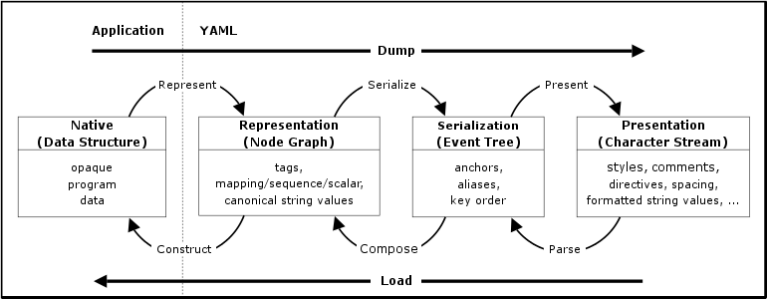 Application YAML
Dump
Represent Serialize Present
Native
(Data Structure)
opaque
program
data
Representation
(Node Graph)
tags,
mapping/sequence/scalar,
canonical string values
Serialization
(Event Tree)
anchors,
aliases,
key order
Presentation
(Character Stream)
styles, comments,
directives, spacing,
formatted string values, ...
Construct Compose Parse
Load